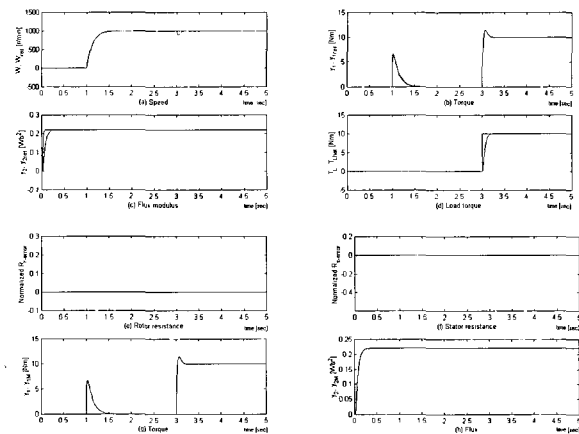 W, W_ref [r/min]
1500
1000
500
0
500
0 0.5 1 1.5 2 2.5 3 3.5 4 4.5 5
(a) Speed time [sec]
15
10
5
0
0 0.5 1 1.5 2 2.5 3 3.5 4 4.5 5
(b) Torque time [sec]
0.3
0.2
0.1
0
-0.1
0 0.5 1 1.5 2 2.5 3 3.5 4 4.5 5
(c) Flux modulus time [sec]
15
10
5
0
-5
0 0.5 1 1.5 2 2.5 3 3.5 4 4.5 5
(d) Load torque time [sec]
Normalized R
0.3
0.2
0.1
0
-0.1
0 0.5 1 1.5 2 2.5 3 3.5 4 4.5 5
(e) Rotor resistance time [sec]
Normalized R
0.2
0
-0.2
-0.4
0 0.5 1 1.5 2 2.5 3 3.5 4 4.5 5
(f) Stator resistance time [sec]
15
10
5
0
0 0.5 1 1.5 2 2.5 3 3.5 4 4.5 5
(g) Torque time [sec]
0.25
0.2
0.15
0.1
0.05
0
0 0.5 1 1.5 2 2.5 3 3.5 4 4.5 5
(h) Flux time [sec]